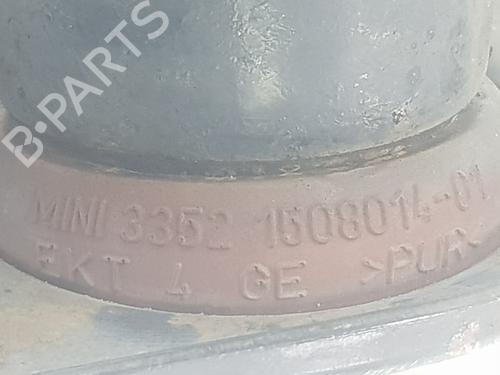 B-PARTS
MINI 3352 1508014-01
EKT 4 GE >PUR<